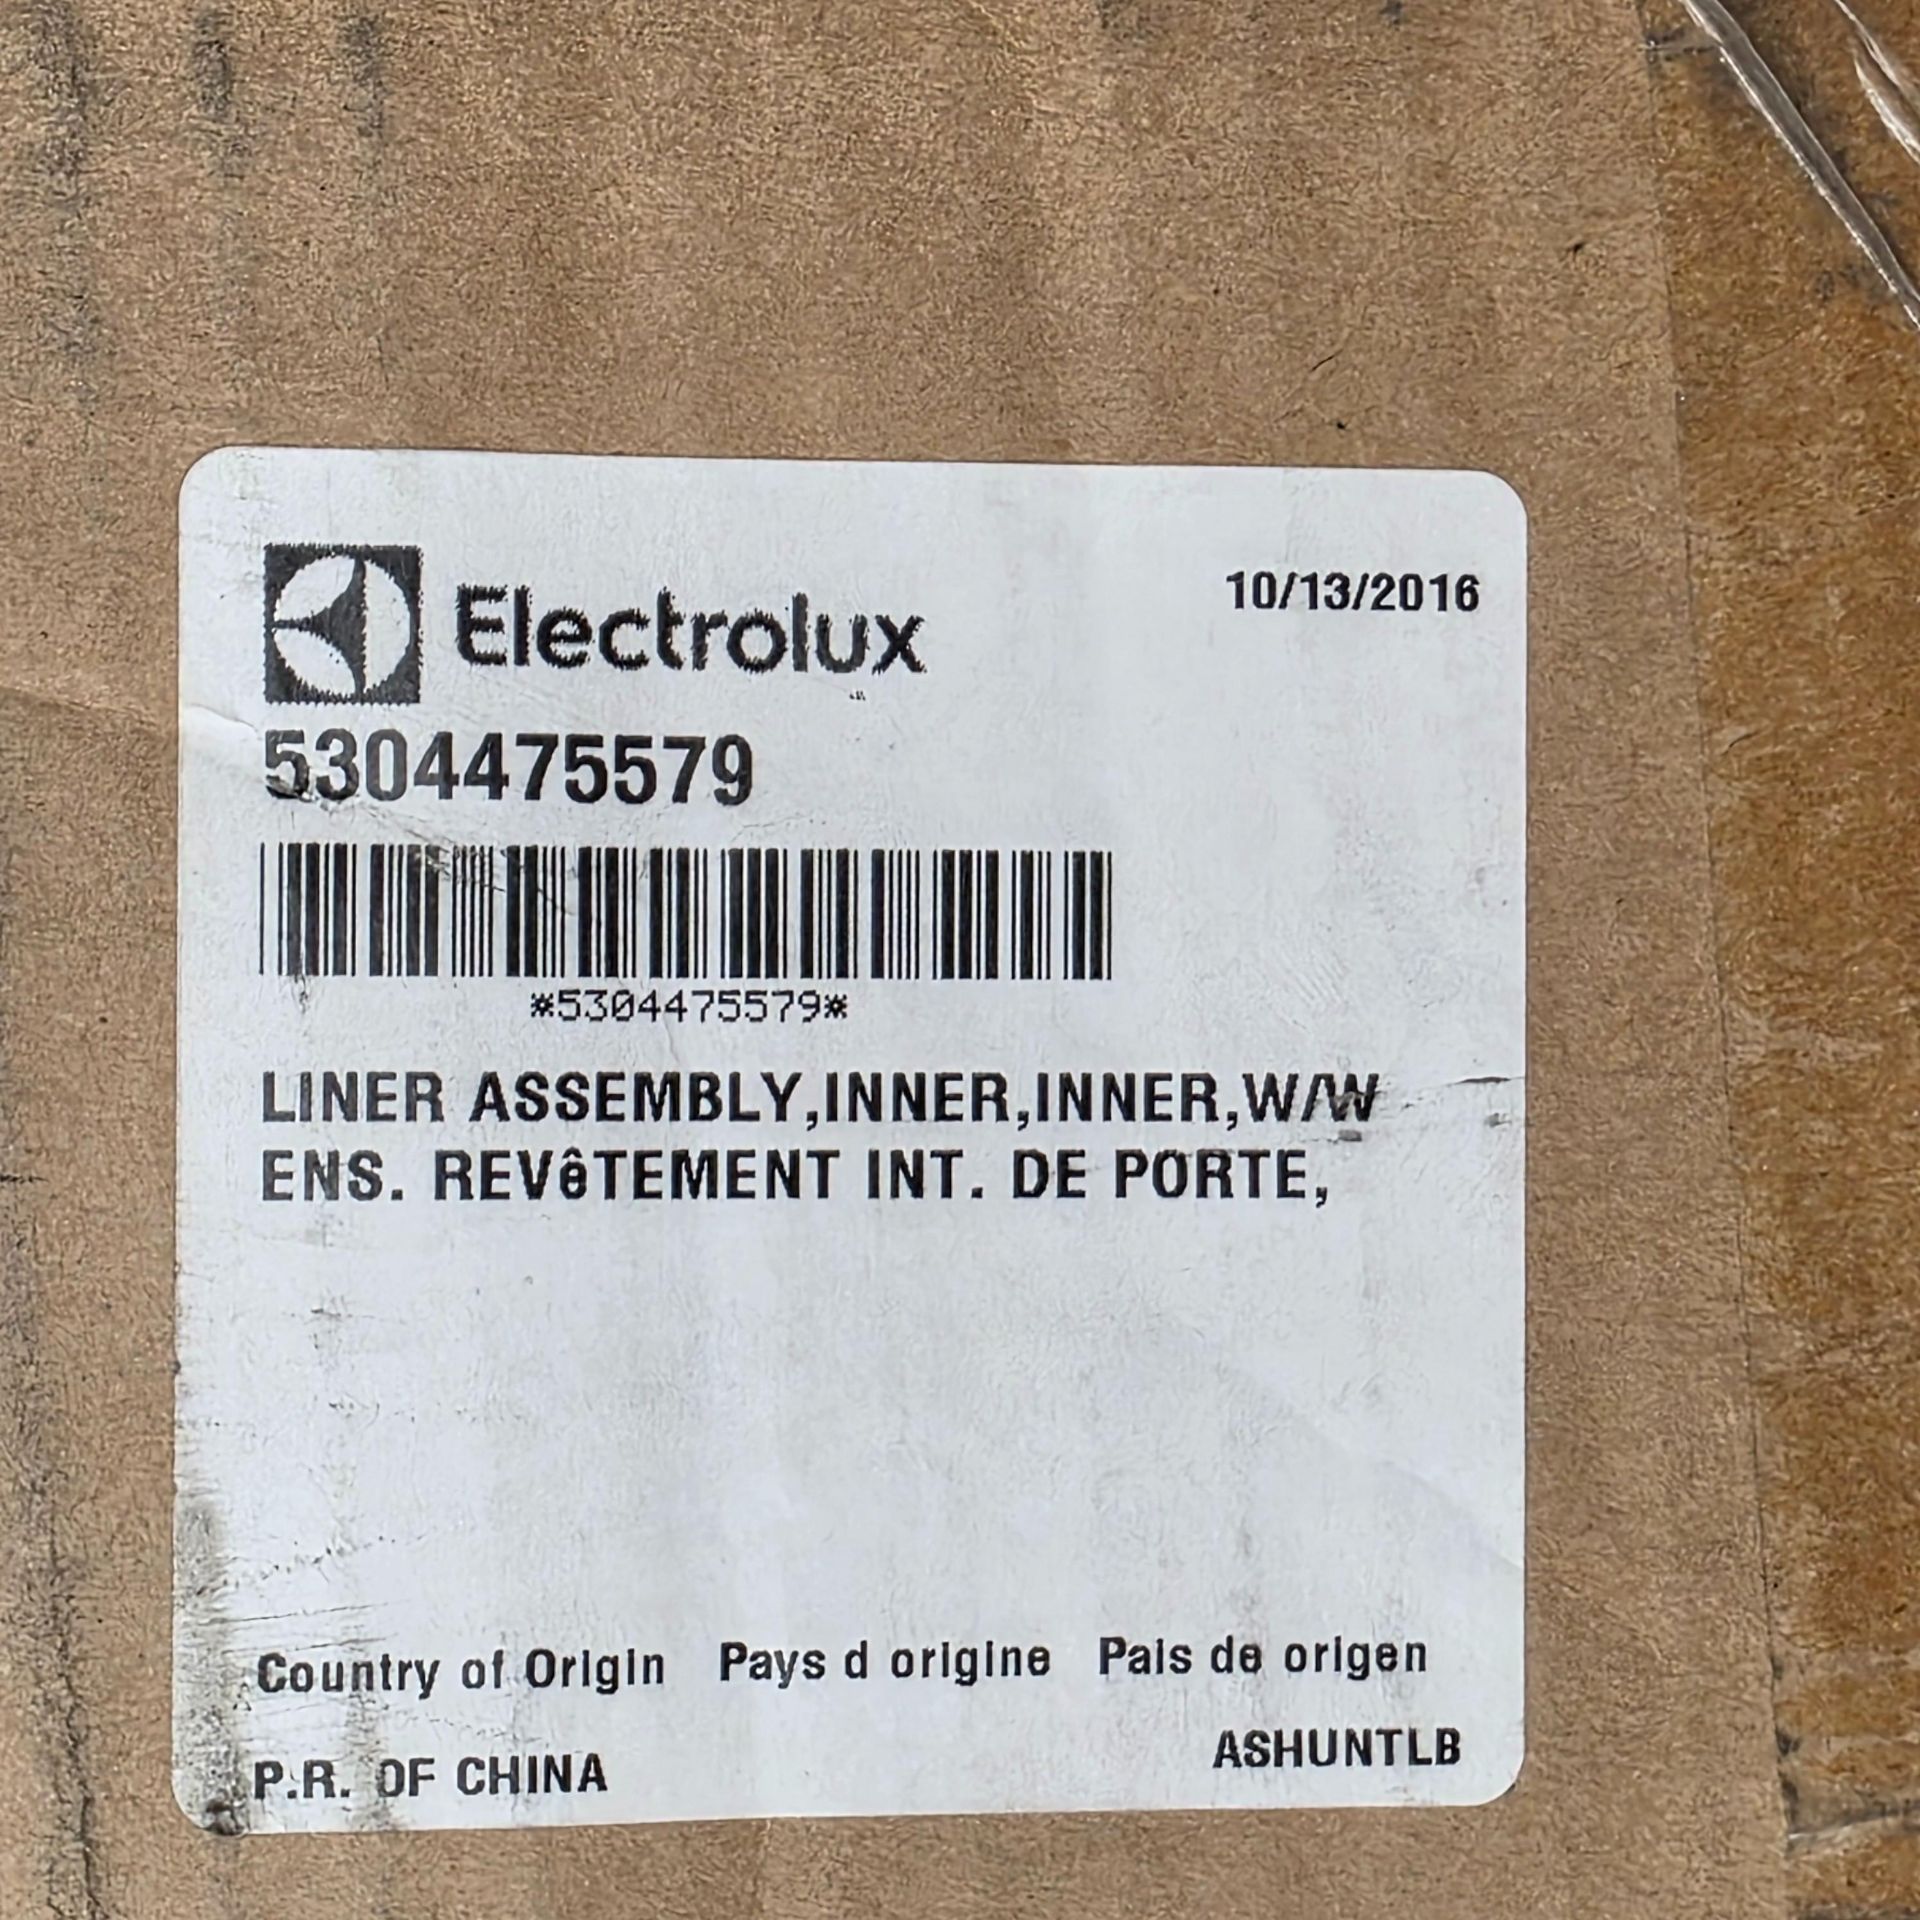 Electrolux
10/13/2016
5304475579
*5304475579*
LINER ASSEMBLY,INNER,INNER,W/W
ENS. REVêTEMENT INT. DE PORTE,
Country of Origin Pays d origine Pais de origen
P.R. OF CHINA
ASHUNTLB